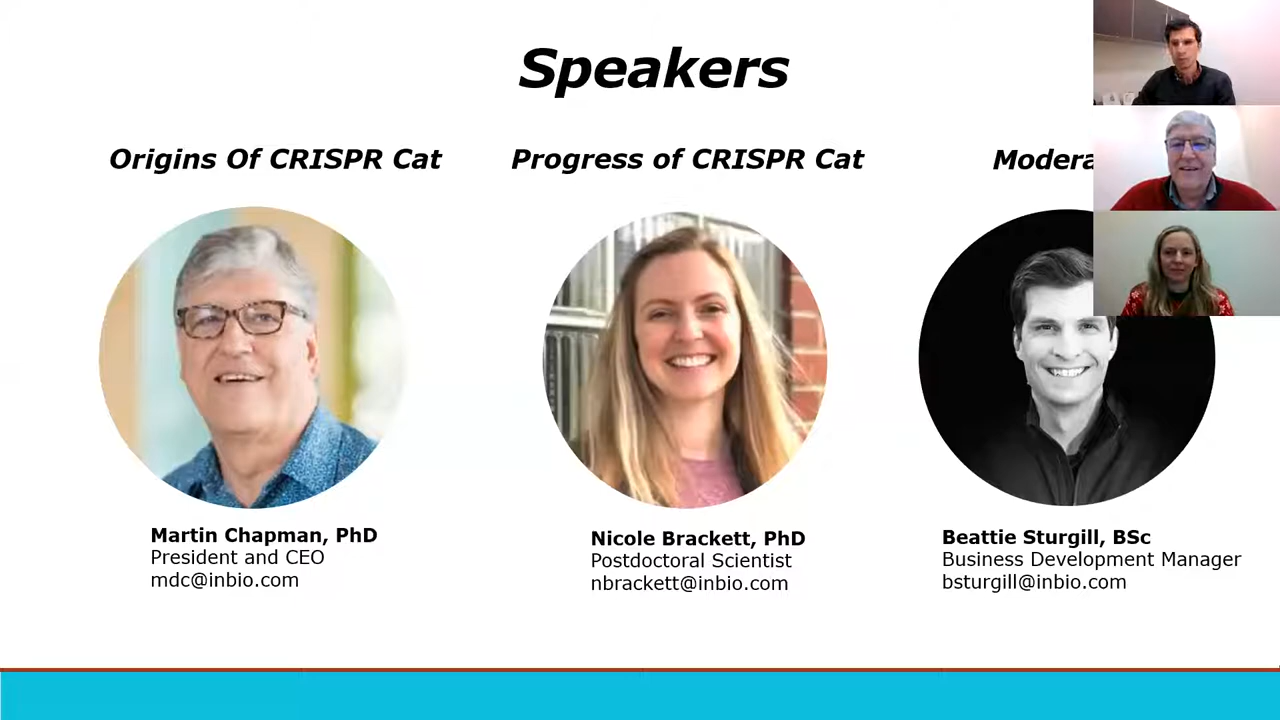 Speakers
Origins Of CRISPR Cat
Progress of CRISPR Cat
Martin Chapman, PhD
President and CEO
mdc@inbio.com
Nicole Brackett, PhD
Postdoctoral Scientist
nbrackett@inbio.com
Beattie Sturgill, BSc
Business Development Manager
bsturgill@inbio.com